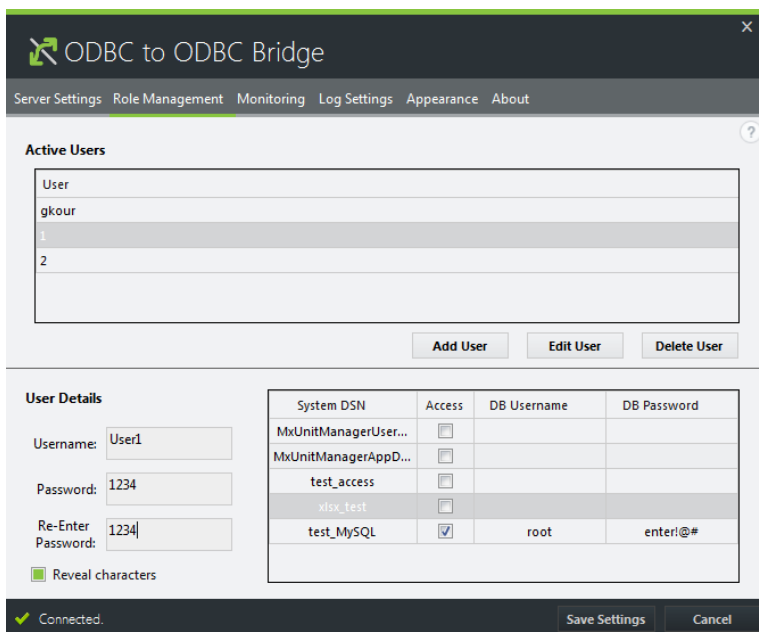 ×
ODBC to ODBC Bridge
Server Settings Role Management Monitoring Log Settings Appearance About
?
Active Users
User
gkour
1
2
Add User Edit User Delete User
User Details
Username: User1
Password: 1234
Re-Enter Password: 1234
Reveal characters
System DSN Access DB Username DB Password
MxUnitManagerUser...
MxUnitManagerAppD...
test_access
xlsx_test
test_MySQL root enter!@#
Connected.
Save Settings Cancel